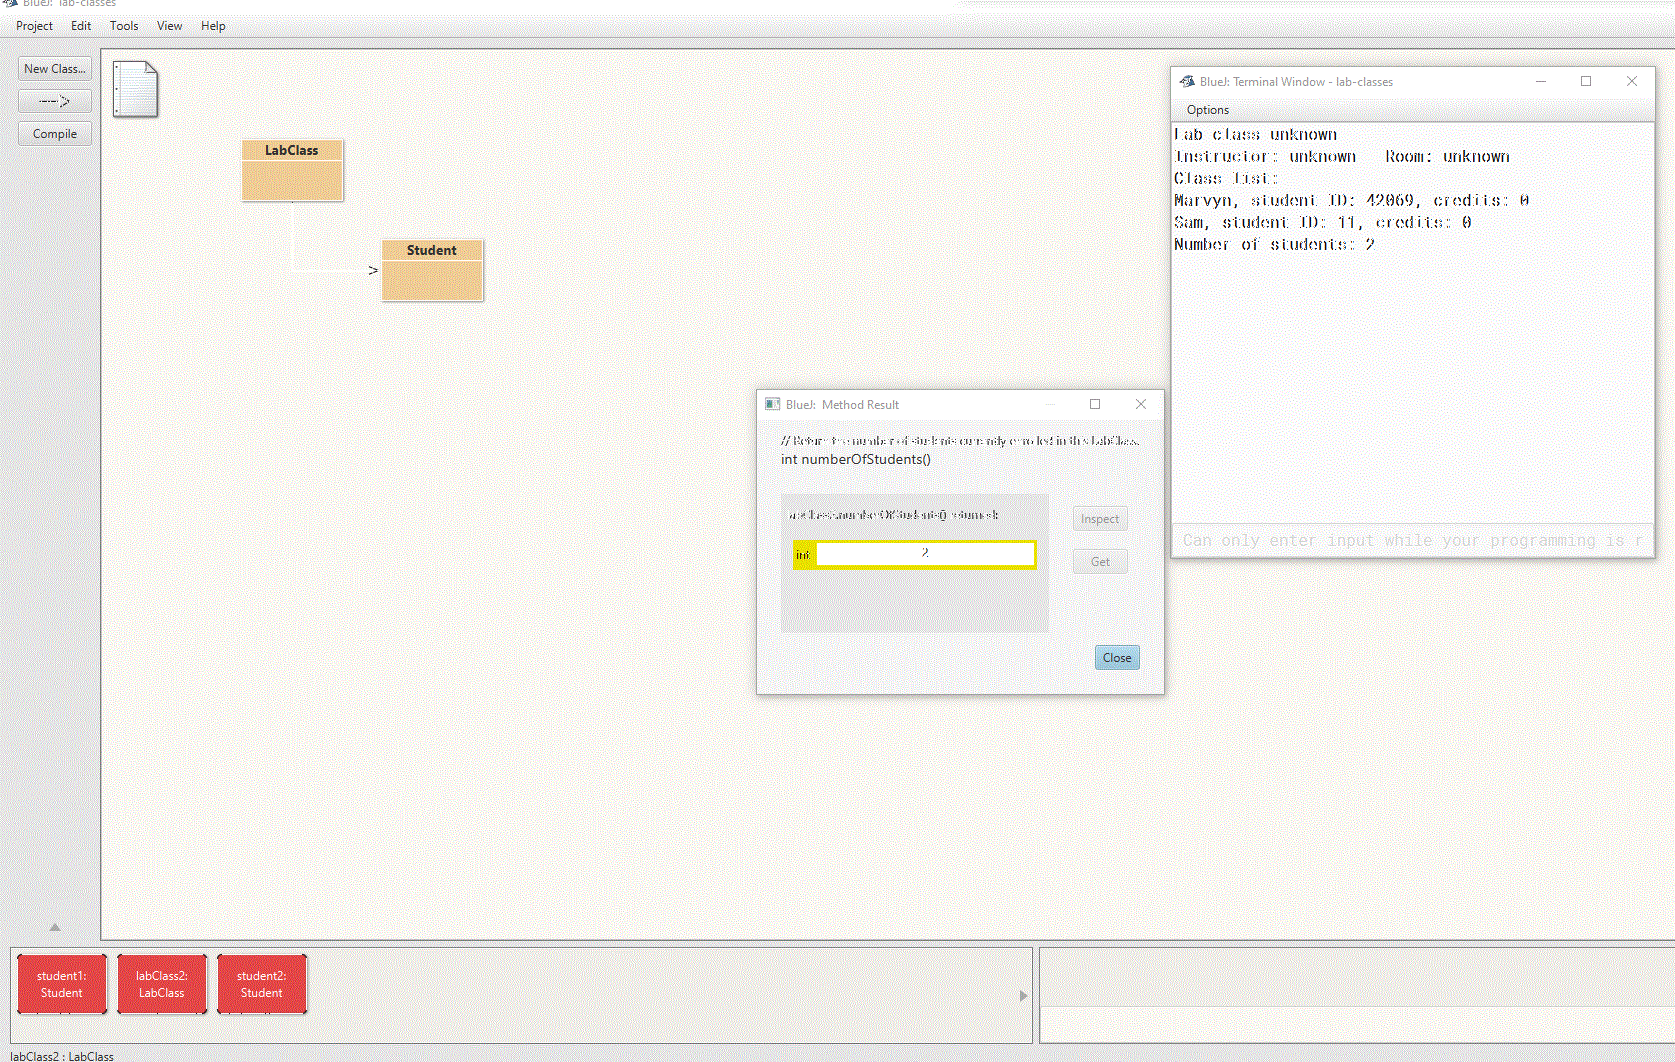 BlueJ: lab-classes
Project Edit Tools View Help
New Class...
Compile
LabClass
Student
BlueJ: Terminal Window - lab-classes
Options
Lab class unknown
Instructor: unknown Room: unknown
Class list:
Marvyn, student ID: 42069, credits: 0
Sam, student ID: 11, credits: 0
Number of students: 2
Can only enter input while your programming is r
BlueJ: Method Result
// Return the number of students currently enrolled in this LabClass.
int numberOfStudents()
labClass2.numberOfStudents() returned:
int 2
Inspect
Get
Close
student1:
Student
labClass2:
LabClass
student2:
Student
labClass2 : LabClass